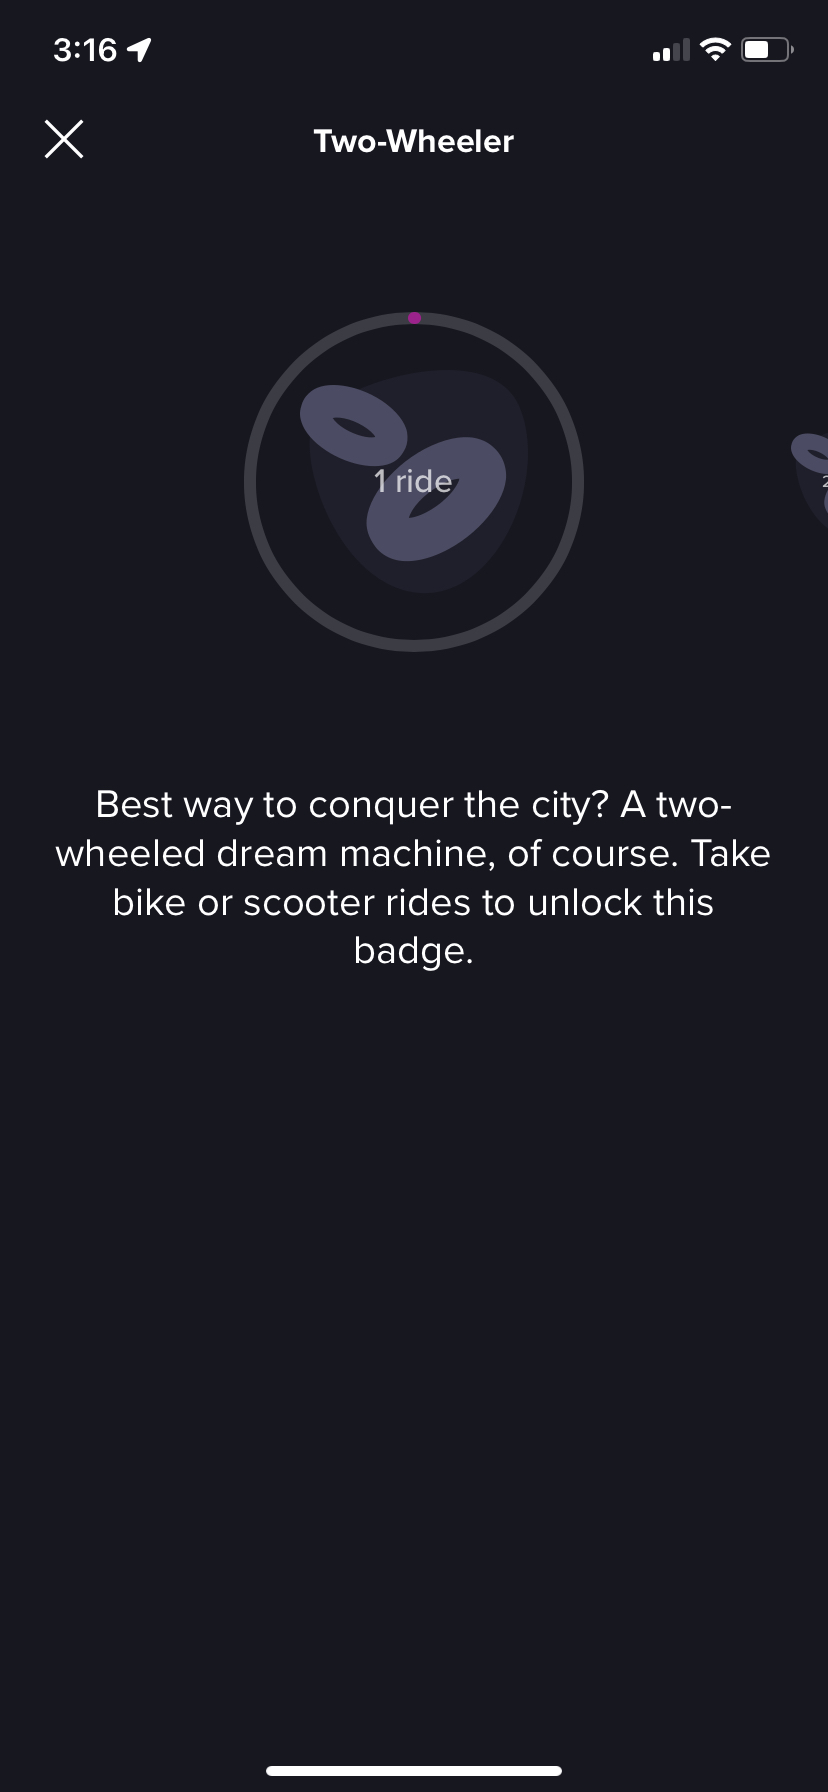 3:16
Two-Wheeler
1 ride
Best way to conquer the city? A two-
wheeled dream machine, of course. Take
bike or scooter rides to unlock this
badge.